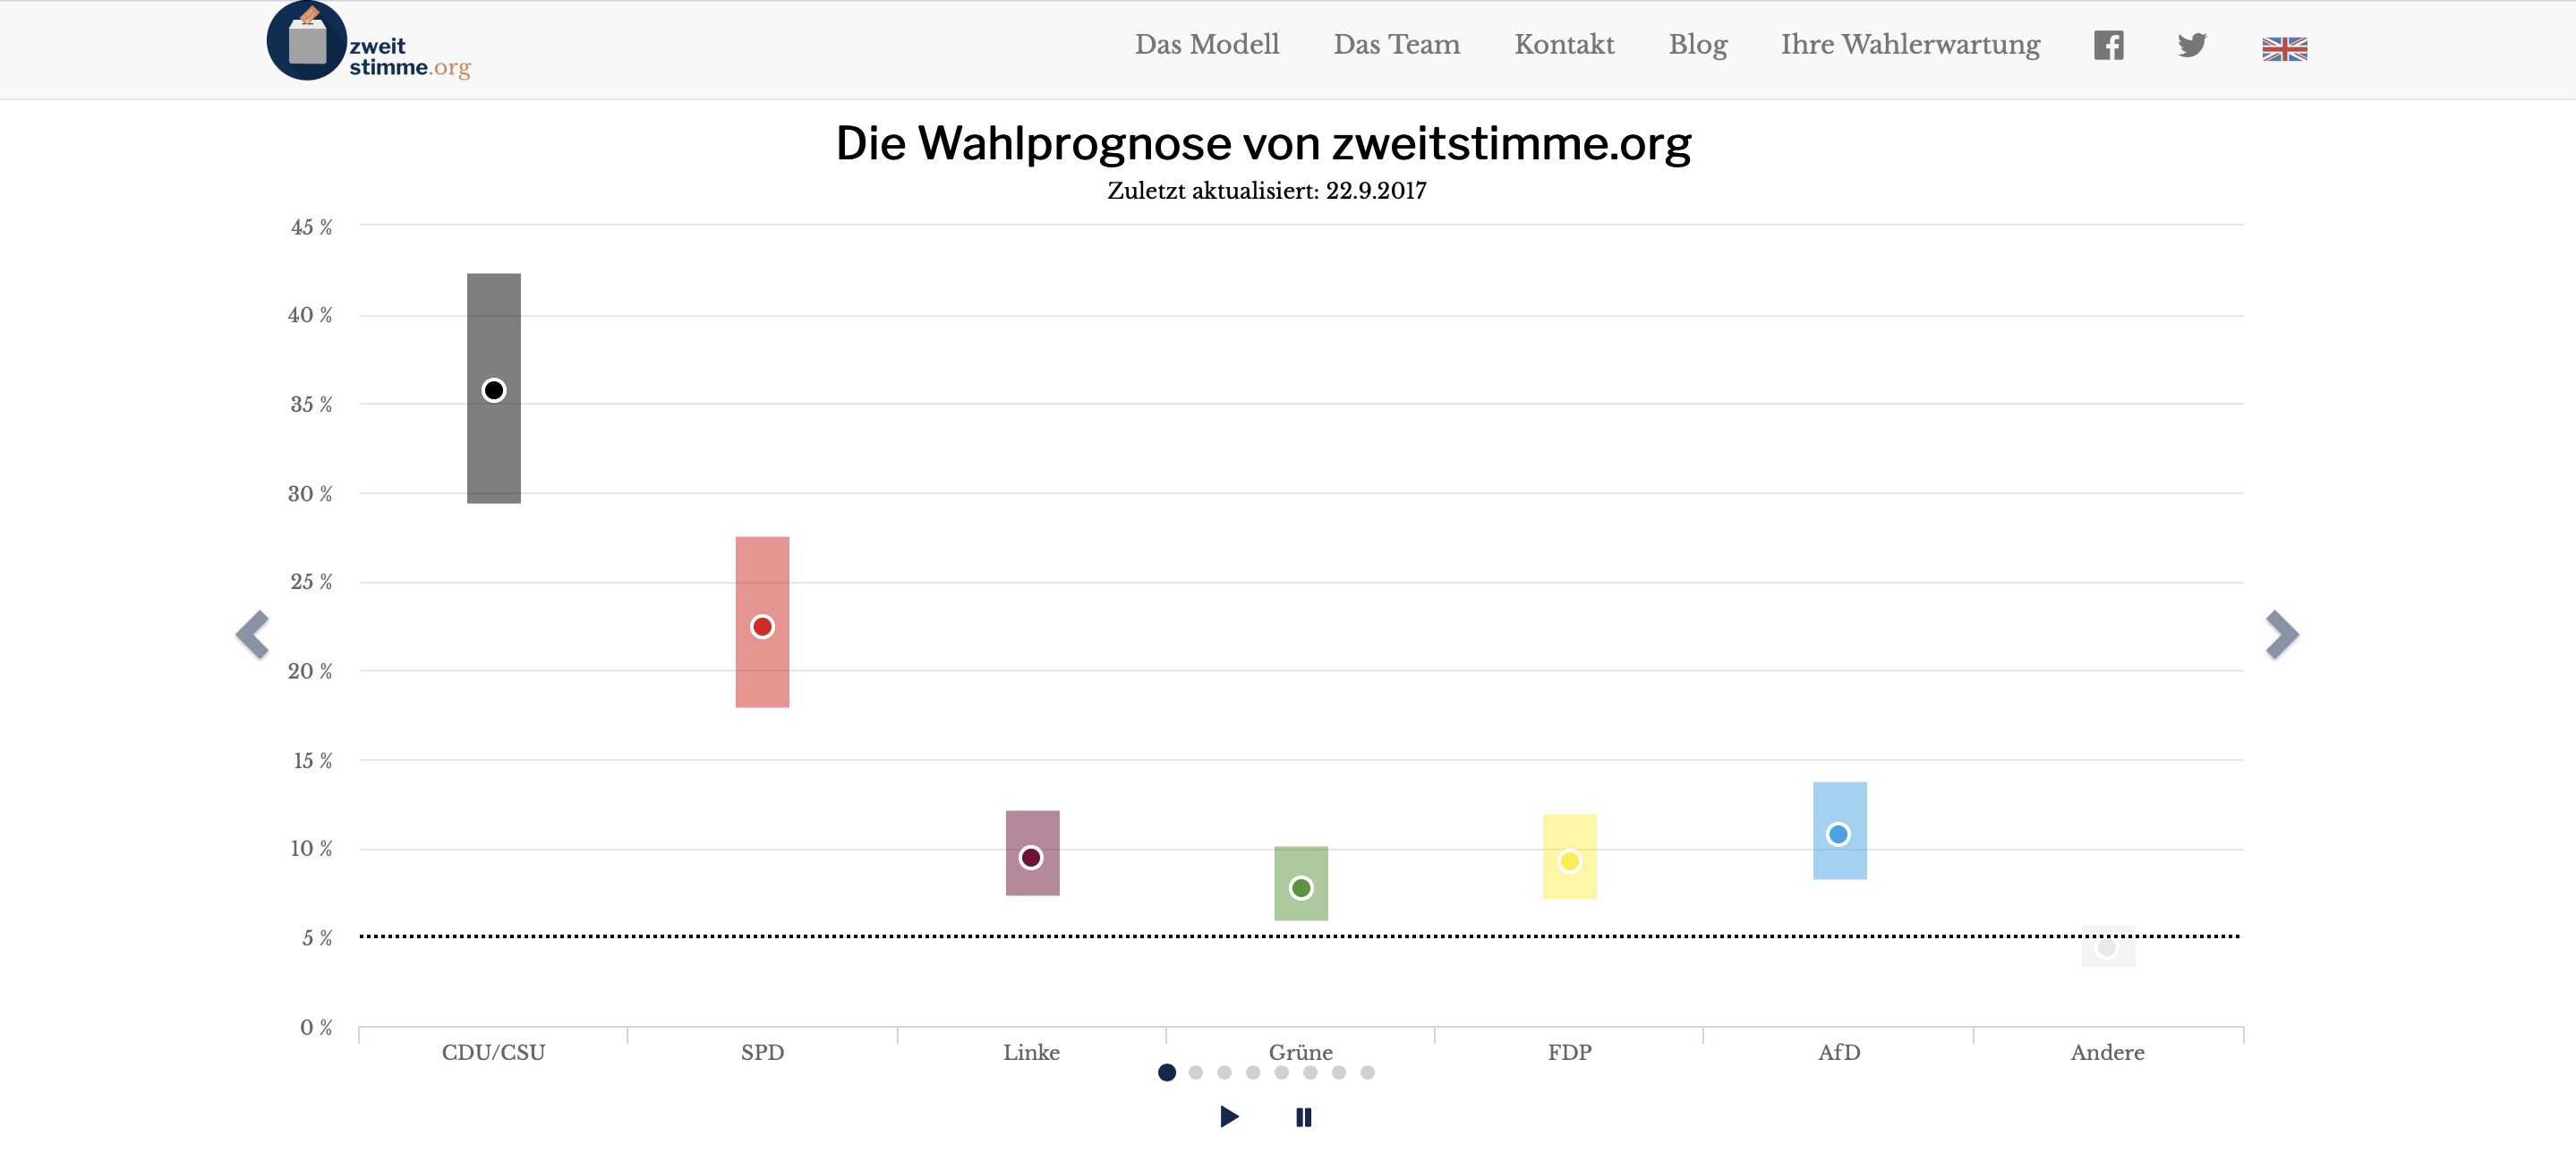 zweit
stimme.org
Das Modell Das Team Kontakt Blog Ihre Wahlerwartung
Die Wahlprognose von zweitstimme.org
Zuletzt aktualisiert: 22.9.2017
45 %
40 %
35 %
30 %
25 %
20 %
15 %
10 %
5 %
0 %
CDU/CSU SPD Linke Grüne FDP AfD Andere